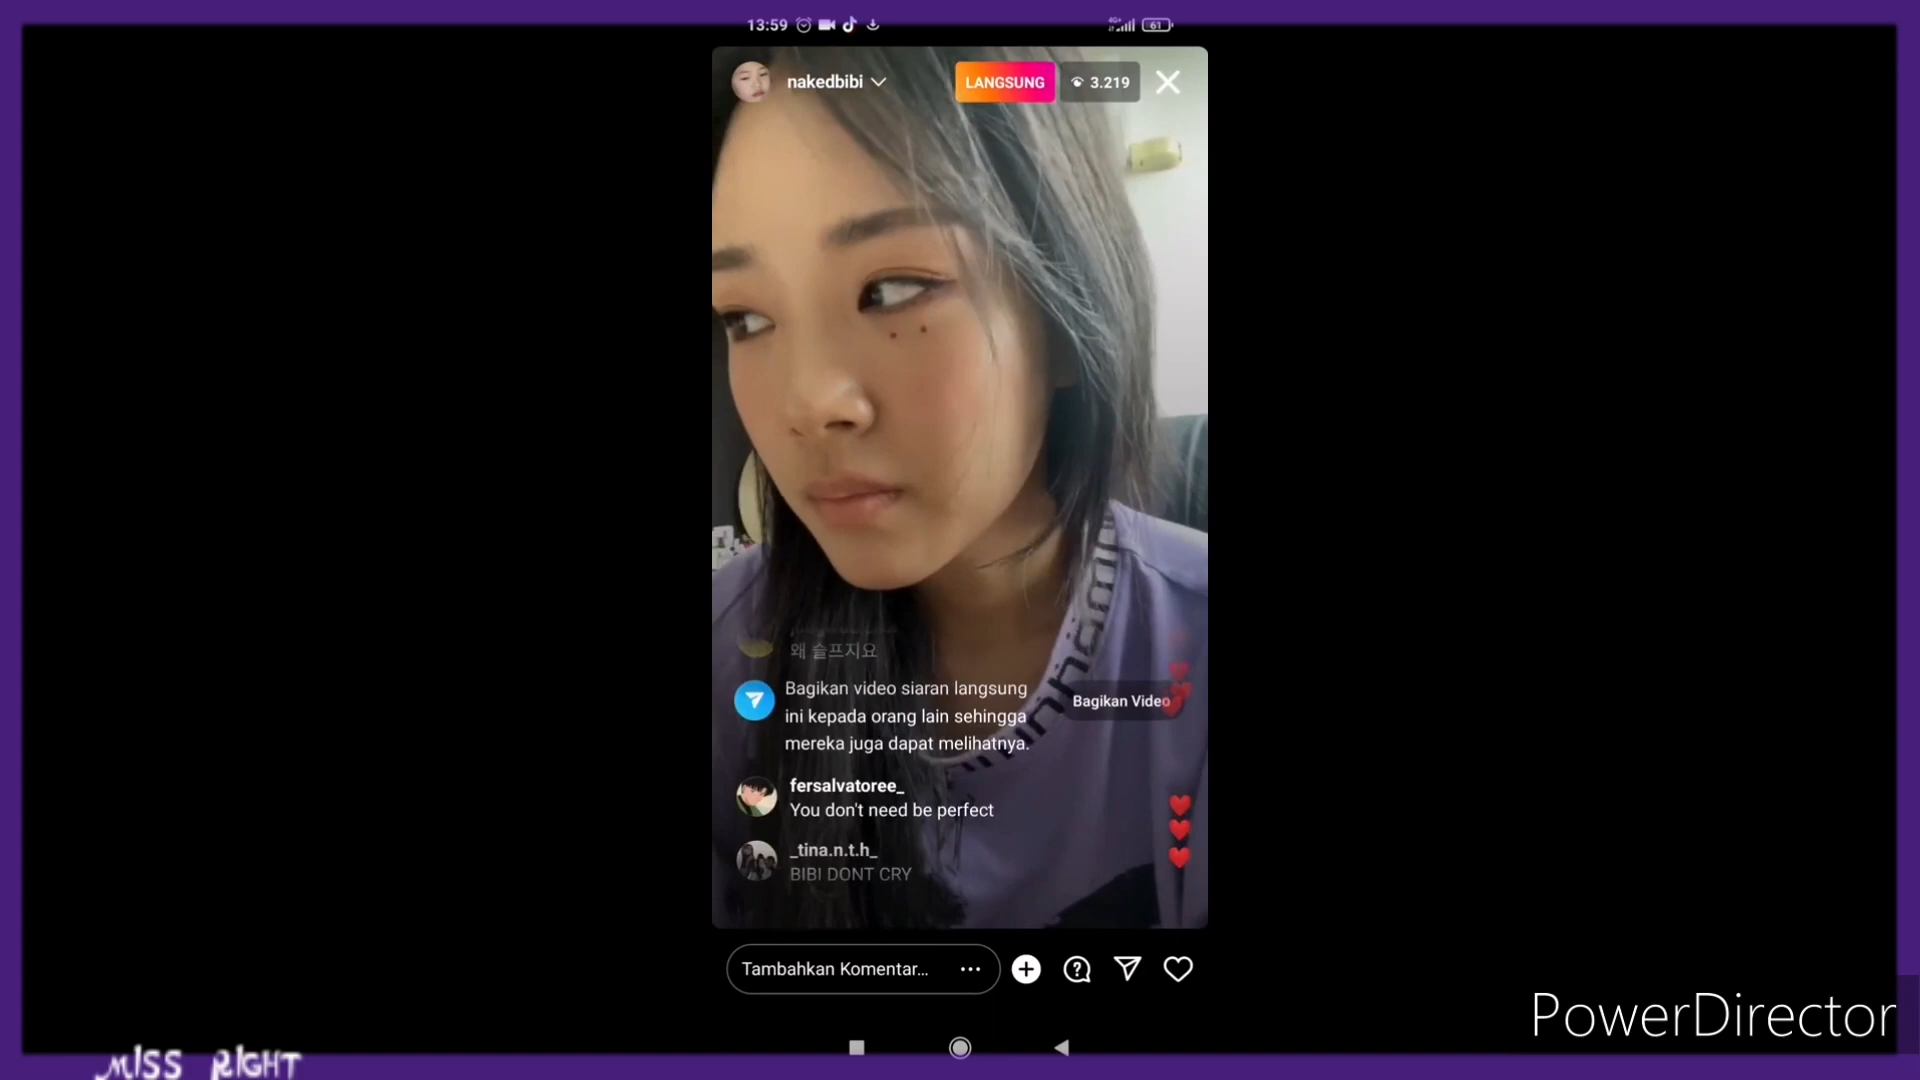 13:59
4G+
61
nakedbibi
LANGSUNG
3.219
왜 슬프지요
Bagikan video siaran langsung
ini kepada orang lain sehingga
mereka juga dapat melihatnya.
Bagikan Video
fersalvatoree_
You don't need be perfect
_tina.n.t.h_
BIBI DONT CRY
Tambahkan Komentar...
PowerDirector
MISS RIGHT